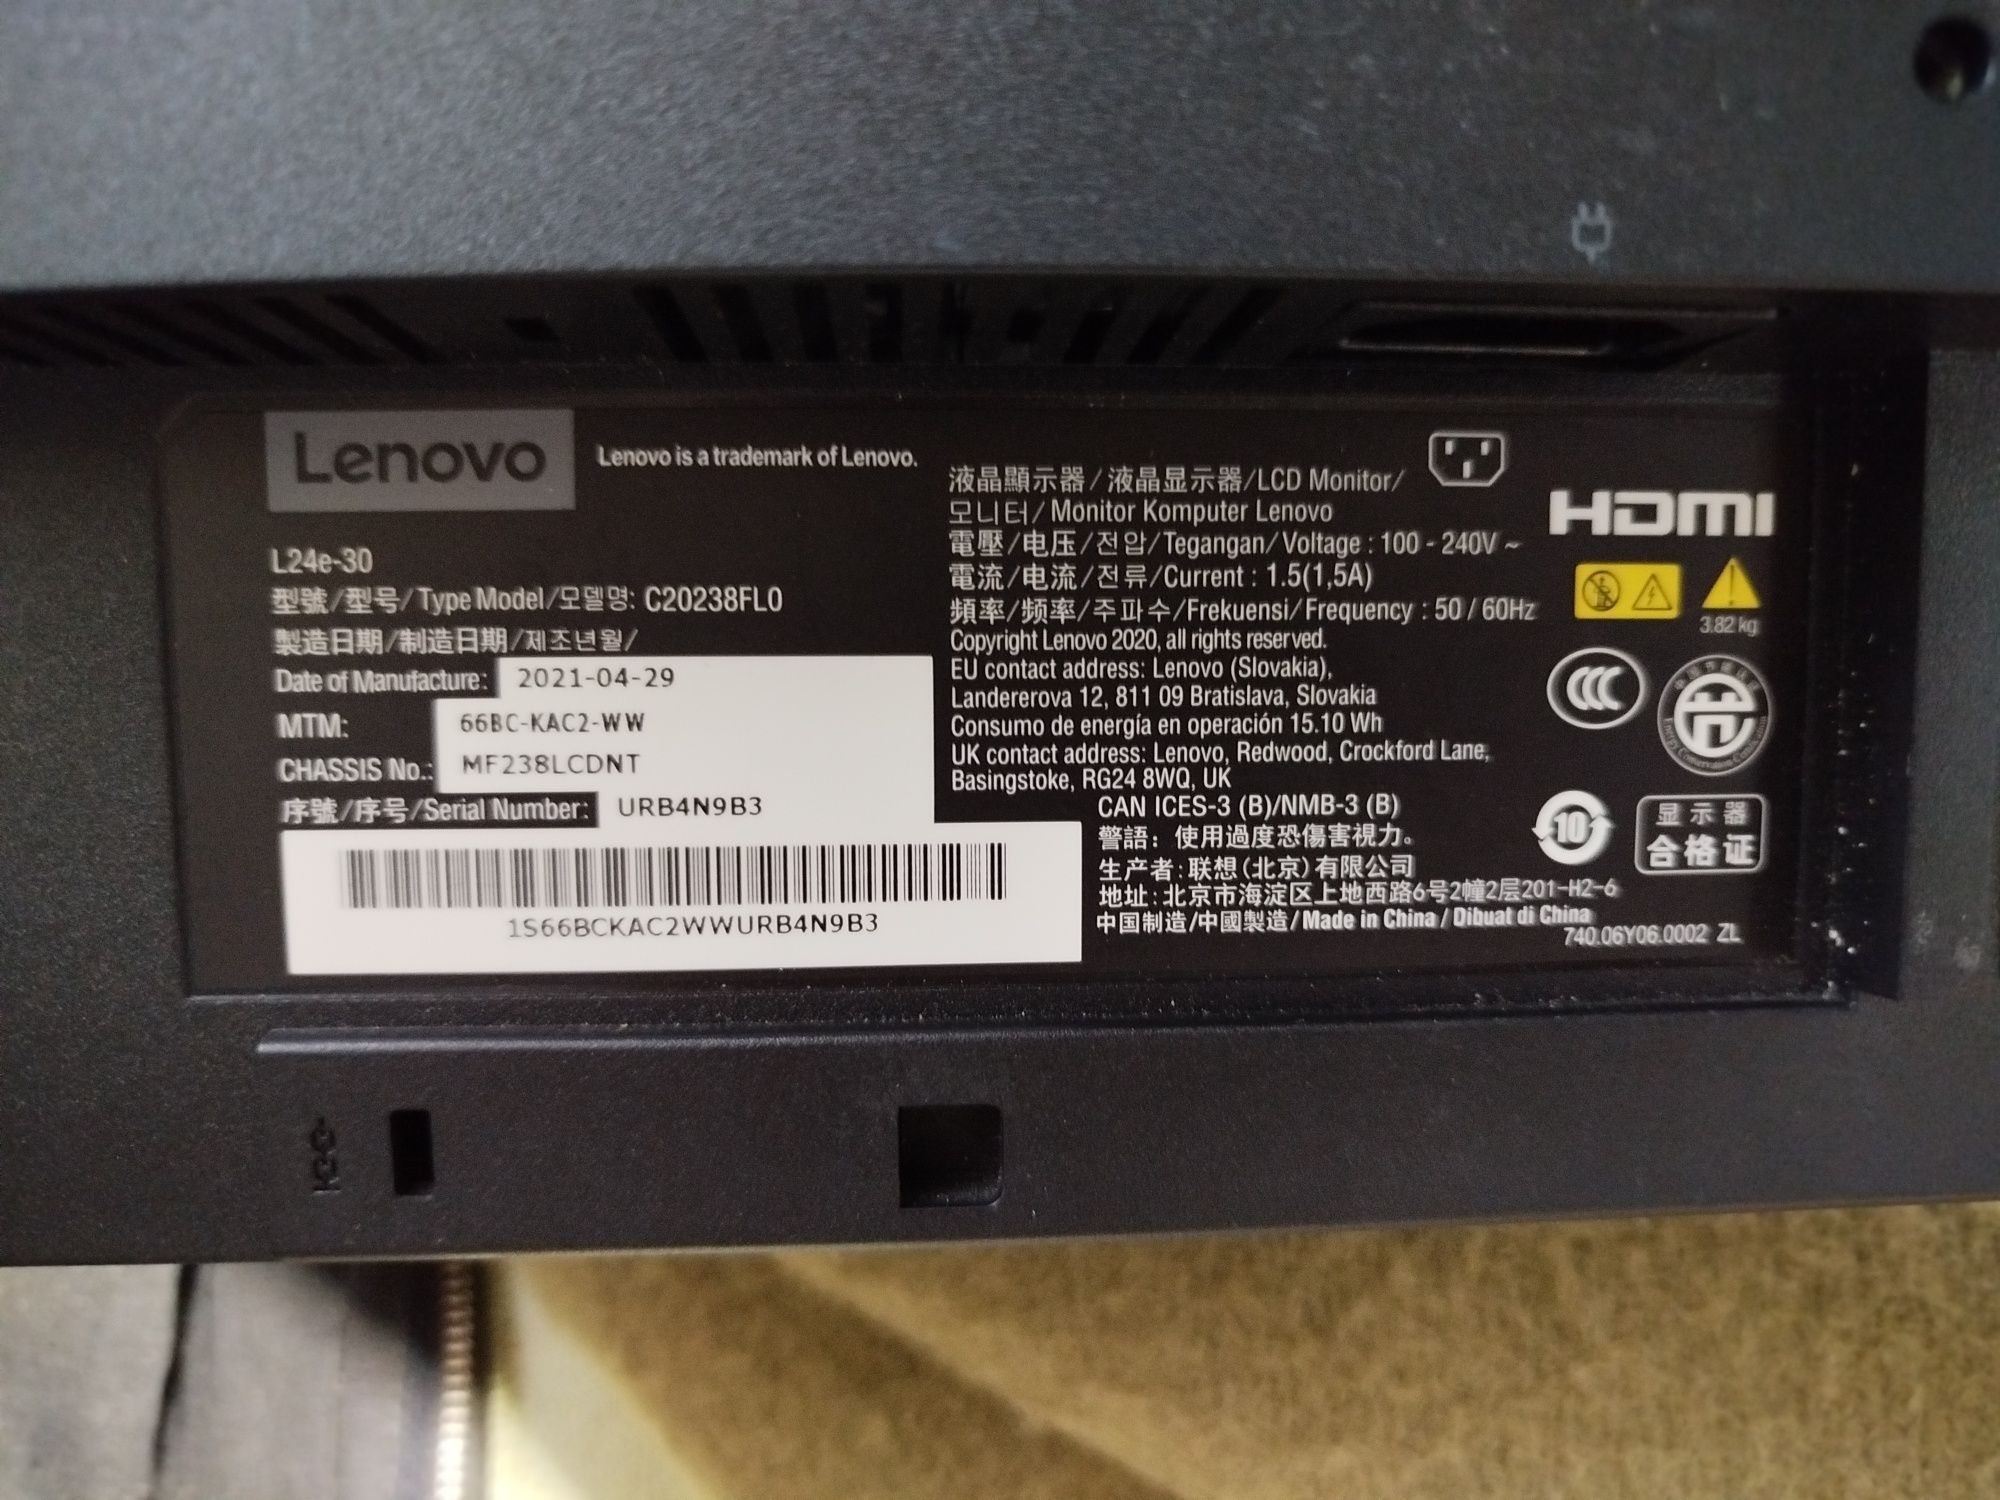 Lenovo
Lenovo is a trademark of Lenovo.
L24e-30
型號/型号/Type Model/모델명: C20238FL0
製造日期/制造日期/제조년월/
Date of Manufacture: 2021-04-29
MTM: 66BC-KAC2-WW
CHASSIS No.: MF238LCDNT
序號/序号/Serial Number: URB4N9B3
1S66BCKAC2WWURB4N9B3
液晶顯示器/液晶显示器/LCD Monitor/
모니터/Monitor Komputer Lenovo
電壓/电压/전압/Tegangan/Voltage : 100 - 240V ~
電流/电流/전류/Current : 1.5(1,5A)
頻率/频率/주파수/Frekuensi/Frequency : 50 / 60Hz
Copyright Lenovo 2020, all rights reserved.
EU contact address: Lenovo (Slovakia),
Landererova 12, 811 09 Bratislava, Slovakia
Consumo de energía en operación 15.10 Wh
UK contact address: Lenovo, Redwood, Crockford Lane,
Basingstoke, RG24 8WQ, UK
CAN ICES-3 (B)/NMB-3 (B)
警語: 使用過度恐傷害視力。
生产者:联想(北京)有限公司
地址:北京市海淀区上地西路6号2幢2层201-H2-6
中国制造/中國製造/Made in China / Dibuat di China
740.06Y06.0002 ZL
HDMI
3.82 kg
CCC
10
显示器
合格证